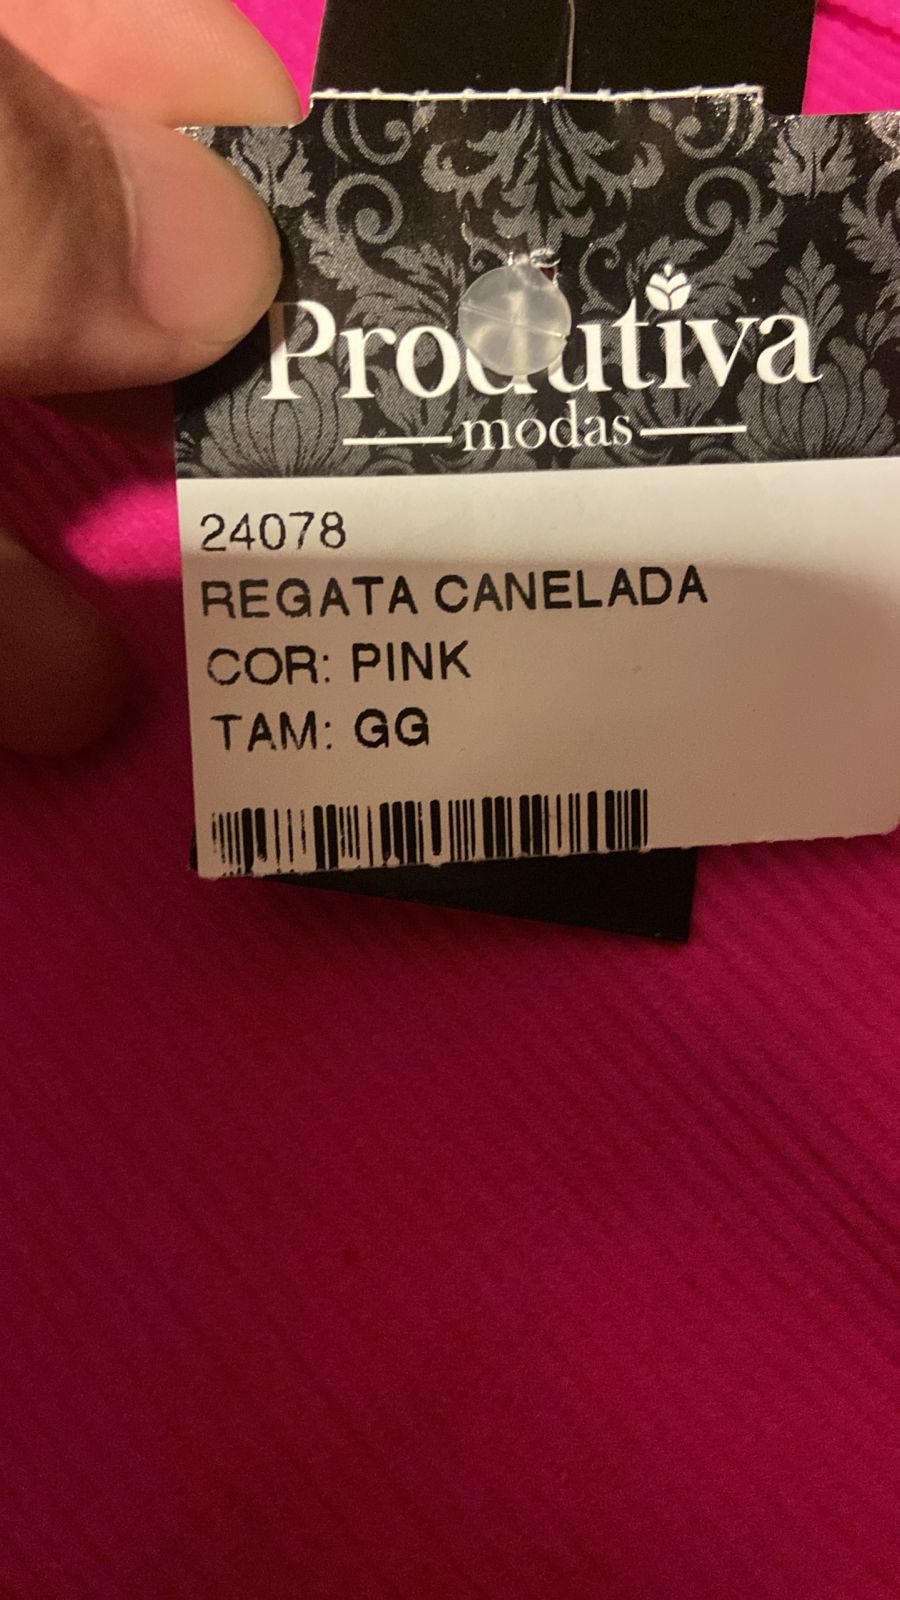 Produtiva
modas
24078
REGATA CANELADA
COR: PINK
TAM: GG